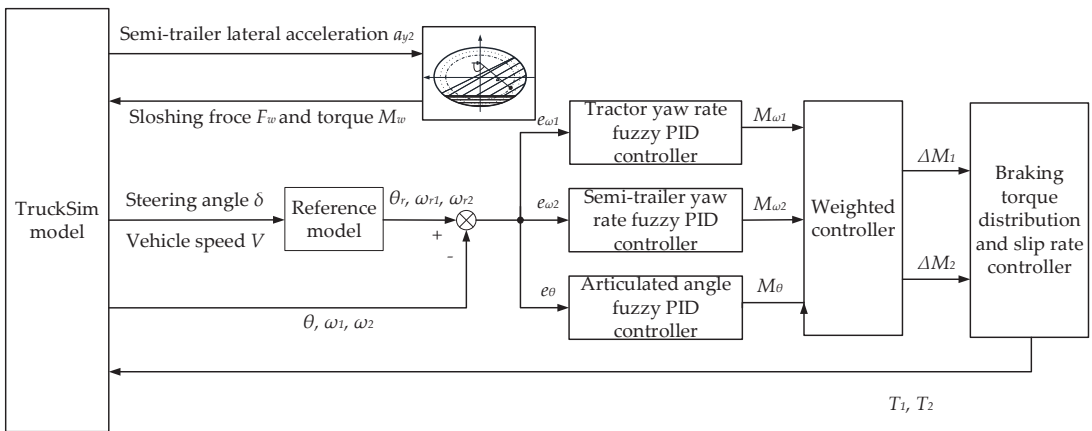 Semi-trailer lateral acceleration ay2
Sloshing froce Fw and torque Mw
TruckSim
model
Steering angle δ
Vehicle speed V
Reference
model
θr, ωr1, ωr2
+
-
θ, ω1, ω2
eω1
eω2
eθ
Tractor yaw rate
fuzzy PID
controller
Semi-trailer yaw
rate fuzzy PID
controller
Articulated angle
fuzzy PID
controller
Mω1
Mω2
Mθ
Weighted
controller
ΔM1
ΔM2
Braking
torque
distribution
and slip rate
controller
T1, T2